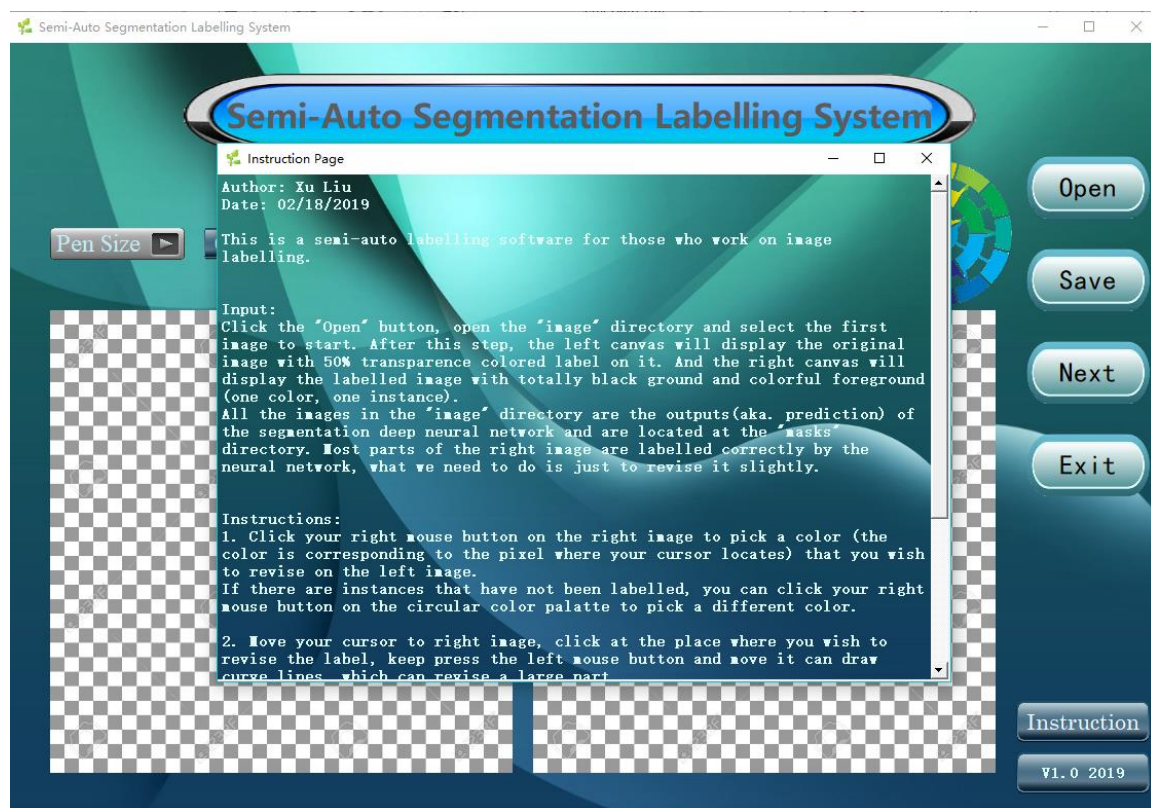 Semi-Auto Segmentation Labelling System
Semi-Auto Segmentation Labelling System
Instruction Page
Author: Xu Liu
Date: 02/18/2019
This is a semi-auto labelling software for those who work on image
labelling.
Input:
Click the "Open" button, open the "image" directory and select the first
image to start. After this step, the left canvas will display the original
image with 50% transparence colored label on it. And the right canvas will
display the labelled image with totally black ground and colorful foreground
(one color, one instance).
All the images in the "image" directory are the outputs(aka. prediction) of
the segmentation deep neural network and are located at the "masks"
directory. Most parts of the right image are labelled correctly by the
neural network, what we need to do is just to revise it slightly.
Instructions:
1. Click your right mouse button on the right image to pick a color (the
color is corresponding to the pixel where your cursor locates) that you wish
to revise on the left image.
If there are instances that have not been labelled, you can click your right
mouse button on the circular color palatte to pick a different color.
2. Move your cursor to right image, click at the place where you wish to
revise the label, keep press the left mouse button and move it can draw
curve lines, which can revise a large part
Pen Size
Open
Save
Next
Exit
Instruction
V1.0 2019